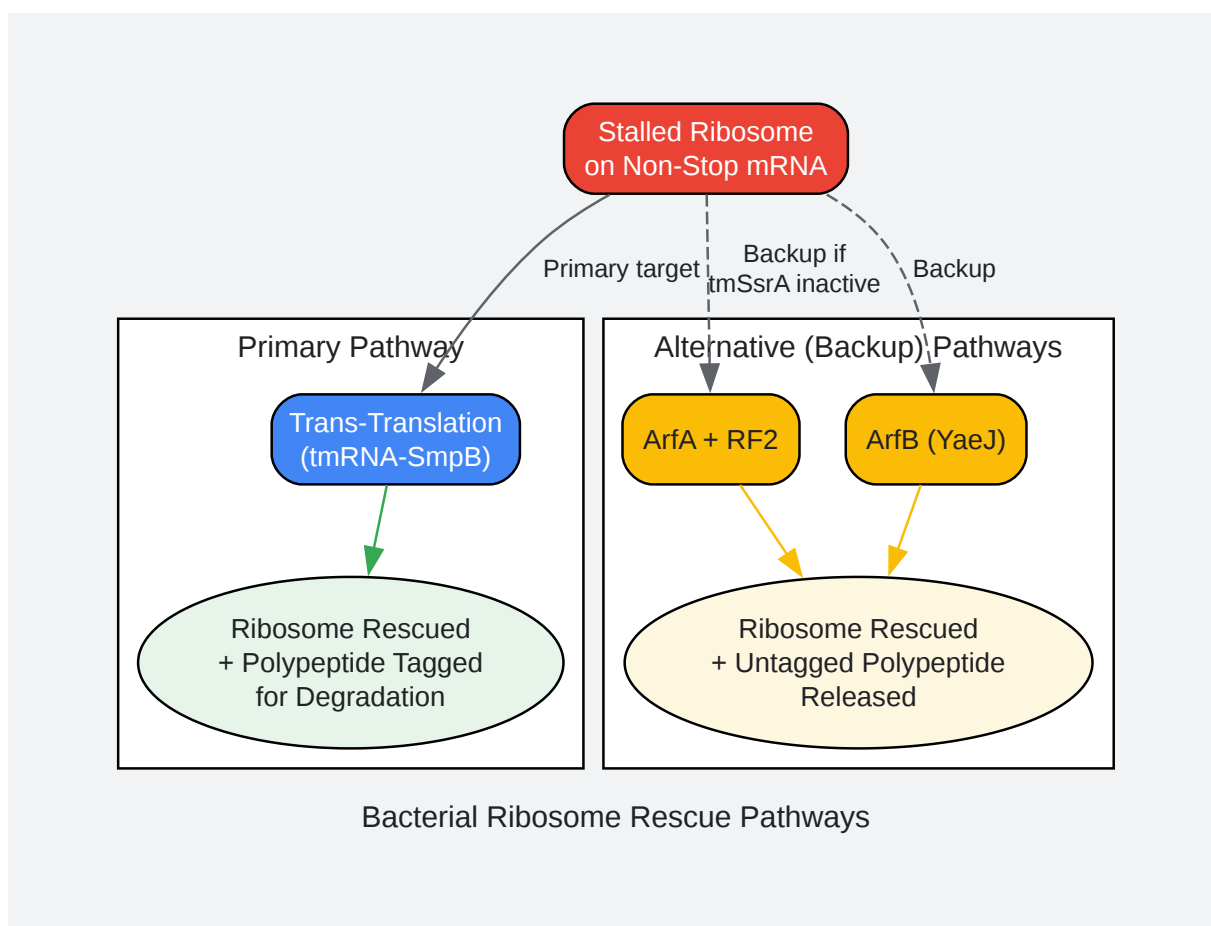 Stalled Ribosome
on Non-Stop mRNA
Primary target
Backup if
tmSsrA inactive
Backup
Primary Pathway
Alternative (Backup) Pathways
Trans-Translation
(tmRNA-SmpB)
ArfA + RF2
ArfB (YaeJ)
Ribosome Rescued
+ Polypeptide Tagged
for Degradation
Ribosome Rescued
+ Untagged Polypeptide
Released
Bacterial Ribosome Rescue Pathways